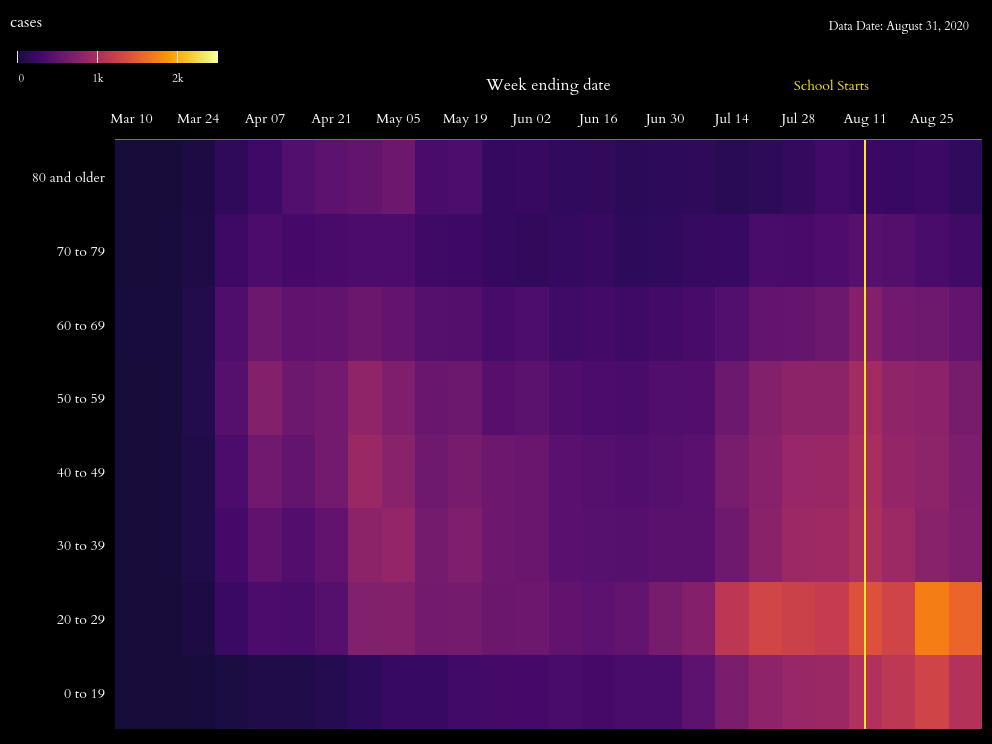 cases
Data Date: August 31, 2020
0 1k 2k
Week ending date
School Starts
Mar 10 Mar 24 Apr 07 Apr 21 May 05 May 19 Jun 02 Jun 16 Jun 30 Jul 14 Jul 28 Aug 11 Aug 25
80 and older
70 to 79
60 to 69
50 to 59
40 to 49
30 to 39
20 to 29
0 to 19